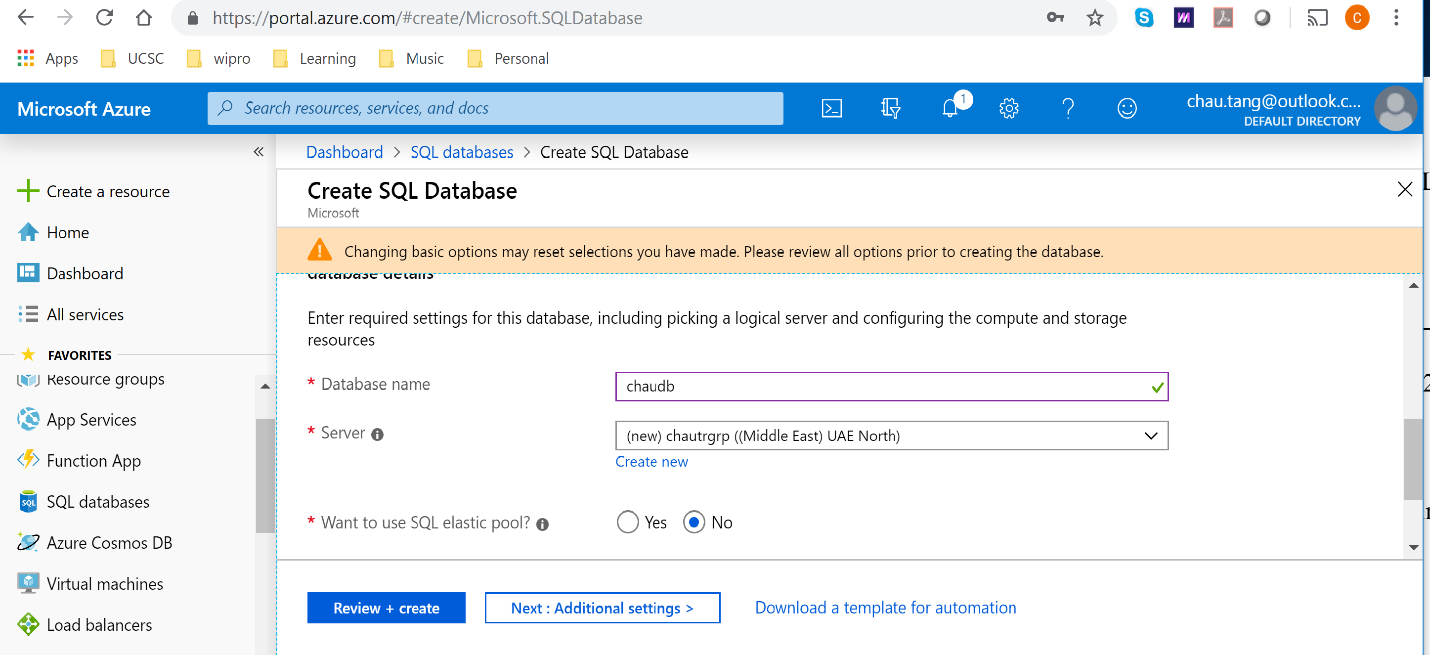 https://portal.azure.com/#create/Microsoft.SQLDatabase
C
Apps UCSC wipro Learning Music Personal
Microsoft Azure
Search resources, services, and docs
1
chau.tang@outlook.c...
DEFAULT DIRECTORY
«
Create a resource
Home
Dashboard
All services
FAVORITES
Resource groups
App Services
Function App
SQL databases
Azure Cosmos DB
Virtual machines
Load balancers
Dashboard > SQL databases > Create SQL Database
Create SQL Database
Microsoft
Changing basic options may reset selections you have made. Please review all options prior to creating the database.
database details
Enter required settings for this database, including picking a logical server and configuring the compute and storage
resources
* Database name
chaudb
* Server
(new) chautrgrp ((Middle East) UAE North)
Create new
* Want to use SQL elastic pool?
Yes No
Review + create
Next : Additional settings >
Download a template for automation